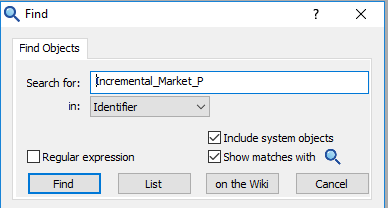 Find
?
Find Objects
Search for: Incremental_Market_P
in: Identifier
Include system objects
Regular expression
Show matches with
Find
List
on the Wiki
Cancel